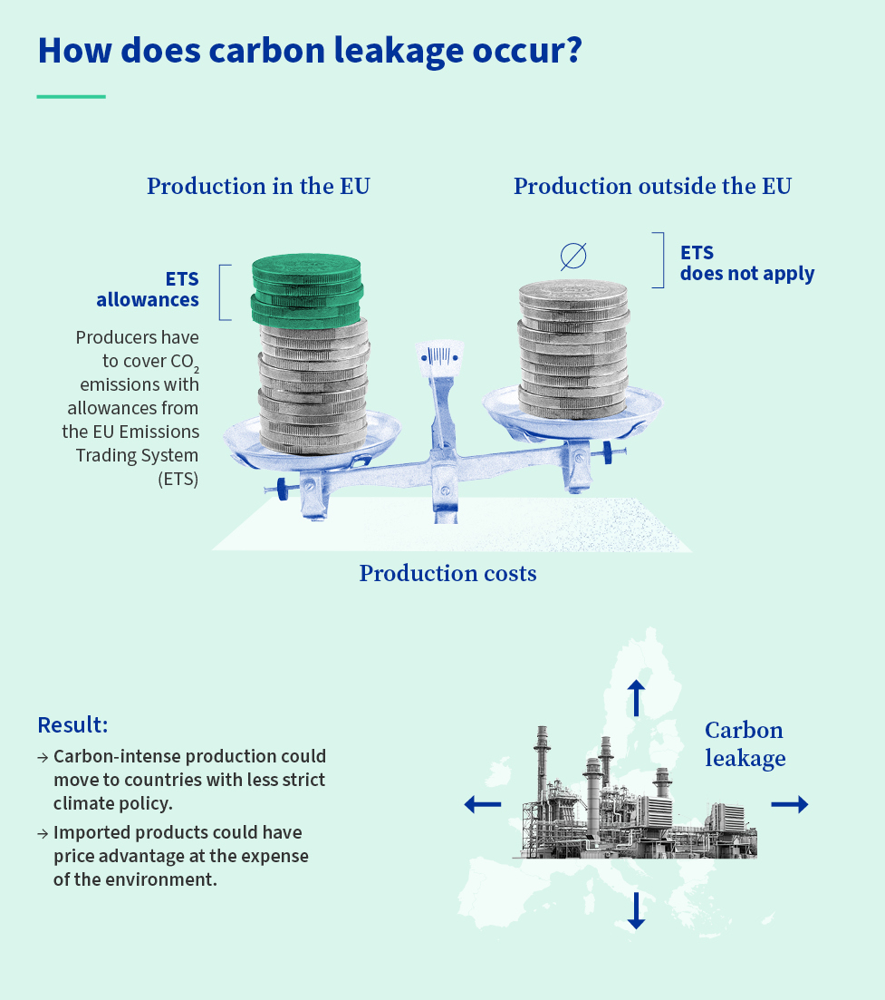 How does carbon leakage occur?
Production in the EU
Production outside the EU
ETS
allowances
Producers have
to cover CO₂
emissions with
allowances from
the EU Emissions
Trading System
(ETS)
ETS
does not apply
Production costs
Result:
→ Carbon-intense production could
move to countries with less strict
climate policy.
→ Imported products could have
price advantage at the expense
of the environment.
Carbon
leakage